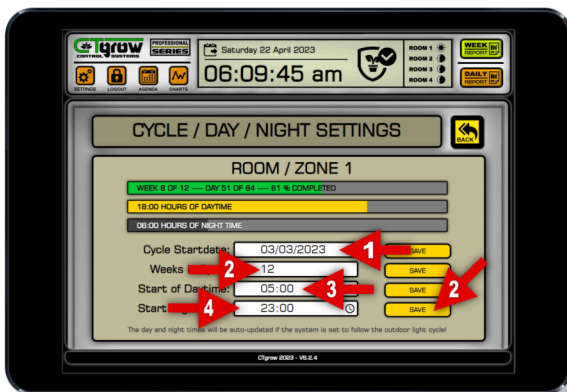 CTgrow
CONTROL SYSTEMS
PROFESSIONAL
SERIES
SETTINGS
LOGOUT
AGENDA
CHARTS
Saturday 22 April 2023
06:09:45 am
ROOM 1
ROOM 2
ROOM 3
ROOM 4
WEEK
REPORT
DAILY
REPORT
CYCLE / DAY / NIGHT SETTINGS
BACK
ROOM / ZONE 1
WEEK 8 OF 12 ---- DAY 51 OF 84 ---- 61 % COMPLETED
18:00 HOURS OF DAYTIME
06:00 HOURS OF NIGHT TIME
Cycle Startdate: 03/03/2023 1 SAVE
Weeks 2 12 SAVE
Start of Daytime: 05:00 3 SAVE 2
Start 4 23:00 SAVE
The day and night times will be auto-updated if the system is set to follow the outdoor light cycle!
CTgrow 2023 - V6.2.4